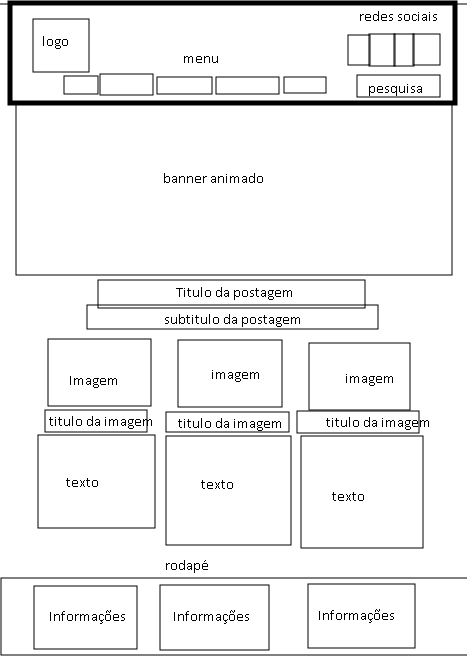 redes sociais
logo
menu
pesquisa
banner animado
Titulo da postagem
subtitulo da postagem
Imagem
imagem
imagem
titulo da imagem
titulo da imagem
titulo da imagem
texto
texto
texto
rodapé
Informações
Informações
Informações